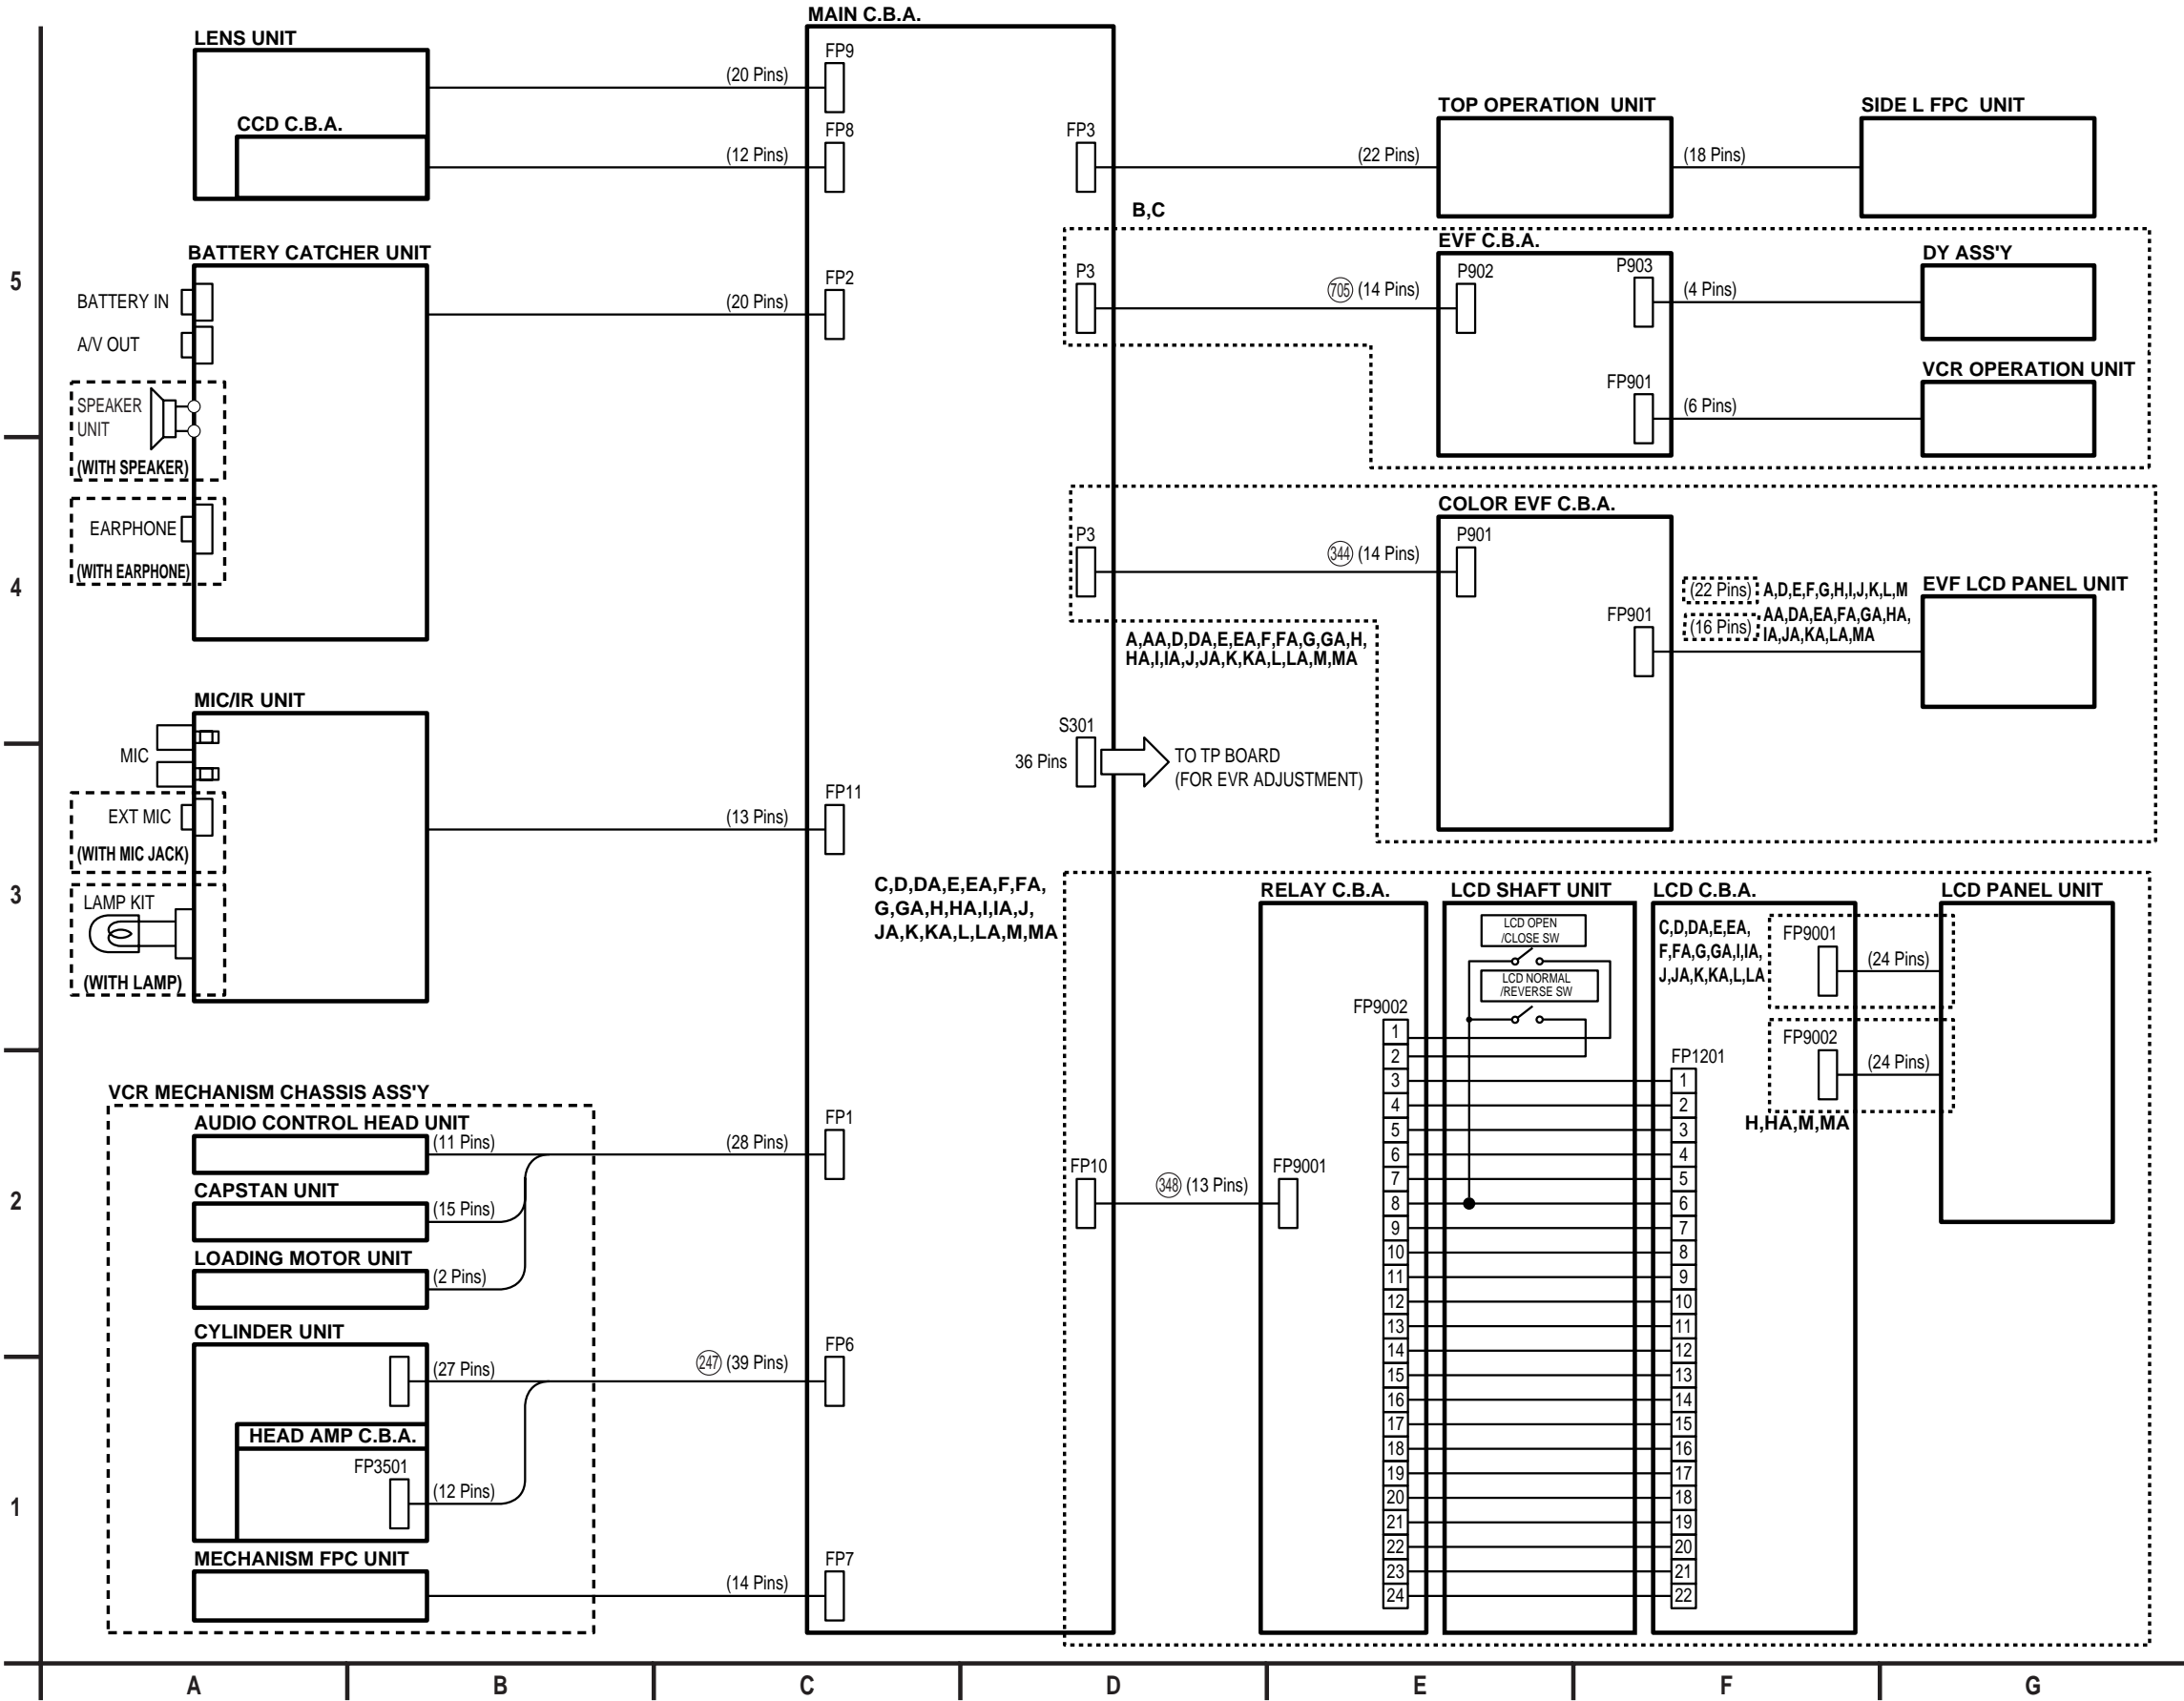 MAIN C.B.A.
LENS UNIT
FP9
(20 Pins)
CCD C.B.A.
FP8
(12 Pins)
FP3
(22 Pins)
TOP OPERATION UNIT
(18 Pins)
SIDE L FPC UNIT
B,C
BATTERY CATCHER UNIT
BATTERY IN
A/V OUT
SPEAKER
UNIT
(WITH SPEAKER)
EARPHONE
(WITH EARPHONE)
(20 Pins)
FP2
P3
705 (14 Pins)
EVF C.B.A.
P902
P903
(4 Pins)
DY ASS'Y
FP901
(6 Pins)
VCR OPERATION UNIT
5
4
P3
344 (14 Pins)
COLOR EVF C.B.A.
P901
FP901
(22 Pins) A,D,E,F,G,H,I,J,K,L,M
(16 Pins) AA,DA,EA,FA,GA,HA,
IA,JA,KA,LA,MA
EVF LCD PANEL UNIT
A,AA,D,DA,E,EA,F,FA,G,GA,H,
HA,I,IA,J,JA,K,KA,L,LA,M,MA
MIC/IR UNIT
MIC
EXT MIC
(WITH MIC JACK)
LAMP KIT
(WITH LAMP)
(13 Pins)
FP11
S301
36 Pins
TO TP BOARD
(FOR EVR ADJUSTMENT)
3
C,D,DA,E,EA,F,FA,
G,GA,H,HA,I,IA,J,
JA,K,KA,L,LA,M,MA
RELAY C.B.A.
LCD SHAFT UNIT
LCD C.B.A.
LCD PANEL UNIT
LCD OPEN
/CLOSE SW
LCD NORMAL
/REVERSE SW
C,D,DA,E,EA,
F,FA,G,GA,I,IA,
J,JA,K,KA,L,LA
FP9001
(24 Pins)
FP9002
(24 Pins)
H,HA,M,MA
FP9002
1
2
3
4
5
6
7
8
9
10
11
12
13
14
15
16
17
18
19
20
21
22
23
24
FP1201
1
2
3
4
5
6
7
8
9
10
11
12
13
14
15
16
17
18
19
20
21
22
FP10
348 (13 Pins)
FP9001
VCR MECHANISM CHASSIS ASS'Y
AUDIO CONTROL HEAD UNIT
(11 Pins)
(28 Pins)
FP1
CAPSTAN UNIT
(15 Pins)
LOADING MOTOR UNIT
(2 Pins)
2
CYLINDER UNIT
(27 Pins)
247 (39 Pins)
FP6
HEAD AMP C.B.A.
FP3501
(12 Pins)
1
MECHANISM FPC UNIT
(14 Pins)
FP7
A
B
C
D
E
F
G